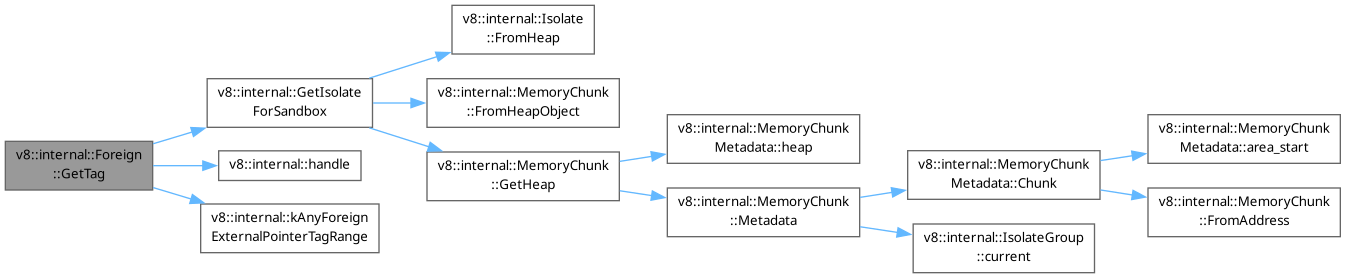 v8::internal::Foreign
::GetTag
v8::internal::GetIsolate
ForSandbox
v8::internal::handle
v8::internal::kAnyForeign
ExternalPointerTagRange
v8::internal::Isolate
::FromHeap
v8::internal::MemoryChunk
::FromHeapObject
v8::internal::MemoryChunk
::GetHeap
v8::internal::MemoryChunk
Metadata::heap
v8::internal::MemoryChunk
::Metadata
v8::internal::MemoryChunk
Metadata::Chunk
v8::internal::IsolateGroup
::current
v8::internal::MemoryChunk
Metadata::area_start
v8::internal::MemoryChunk
::FromAddress